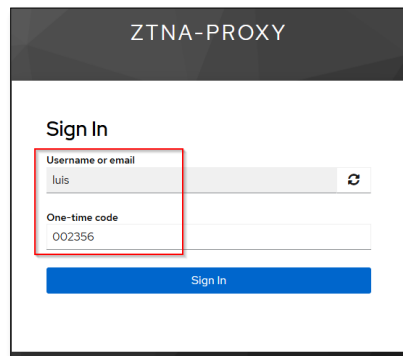 ZTNA-PROXY
Sign In
Username or email
luis
One-time code
002356
Sign In